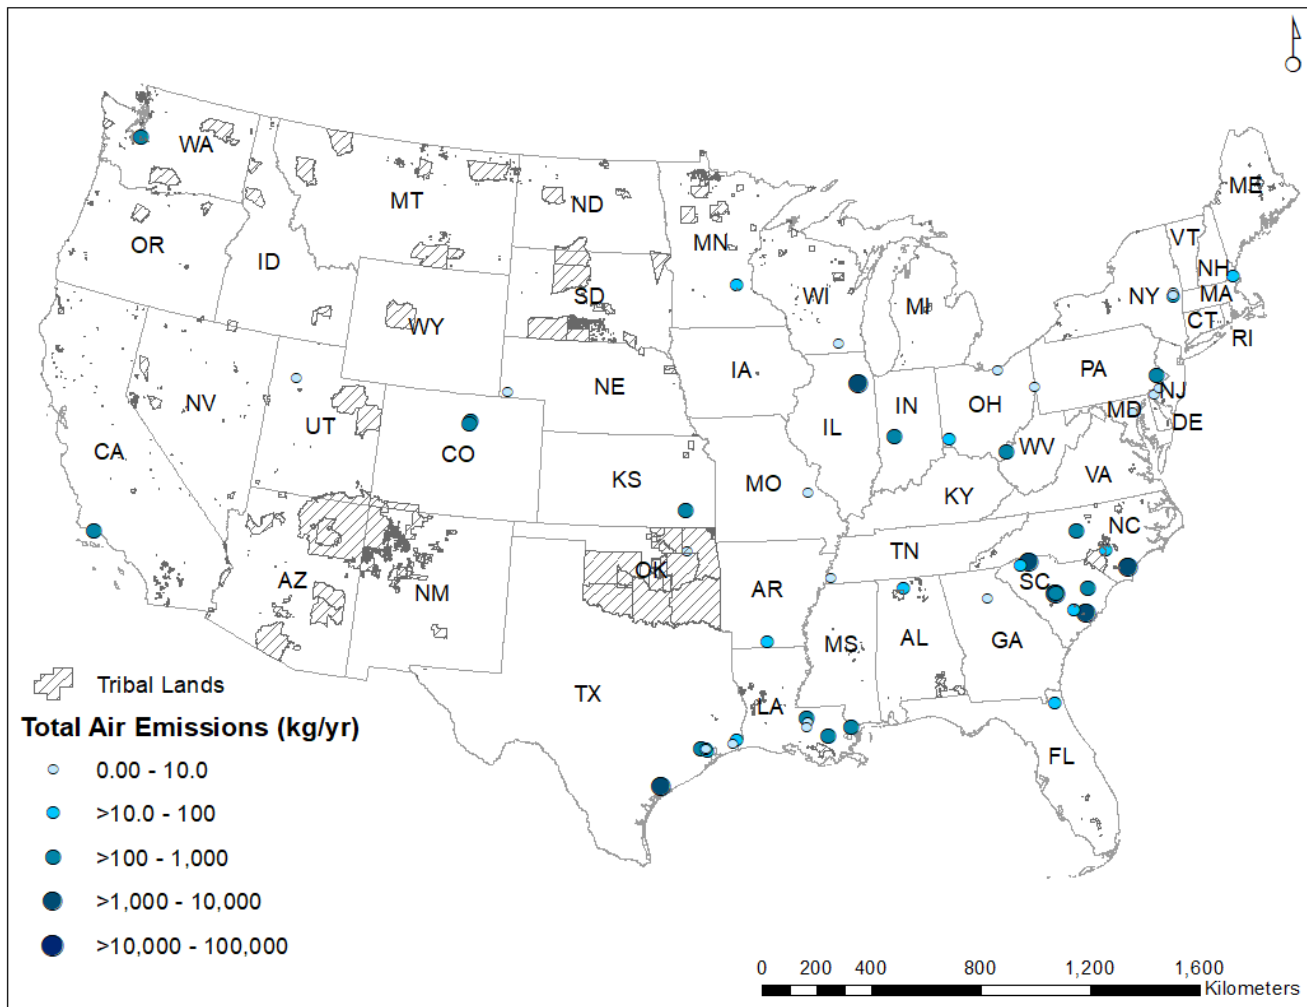 WA
MT
ND
MN
ME
VT
NH
OR
ID
SD
WI
MI
NY
MA
CT
RI
WY
NE
IA
PA
NJ
NV
UT
IL
IN
OH
MD
DE
CA
CO
KS
MO
WV
VA
KY
NC
TN
AZ
NM
OK
AR
SC
MS
AL
GA
TX
LA
FL
Tribal Lands
Total Air Emissions (kg/yr)
0.00 - 10.0
>10.0 - 100
>100 - 1,000
>1,000 - 10,000
>10,000 - 100,000
0 200 400 800 1,200 1,600
Kilometers